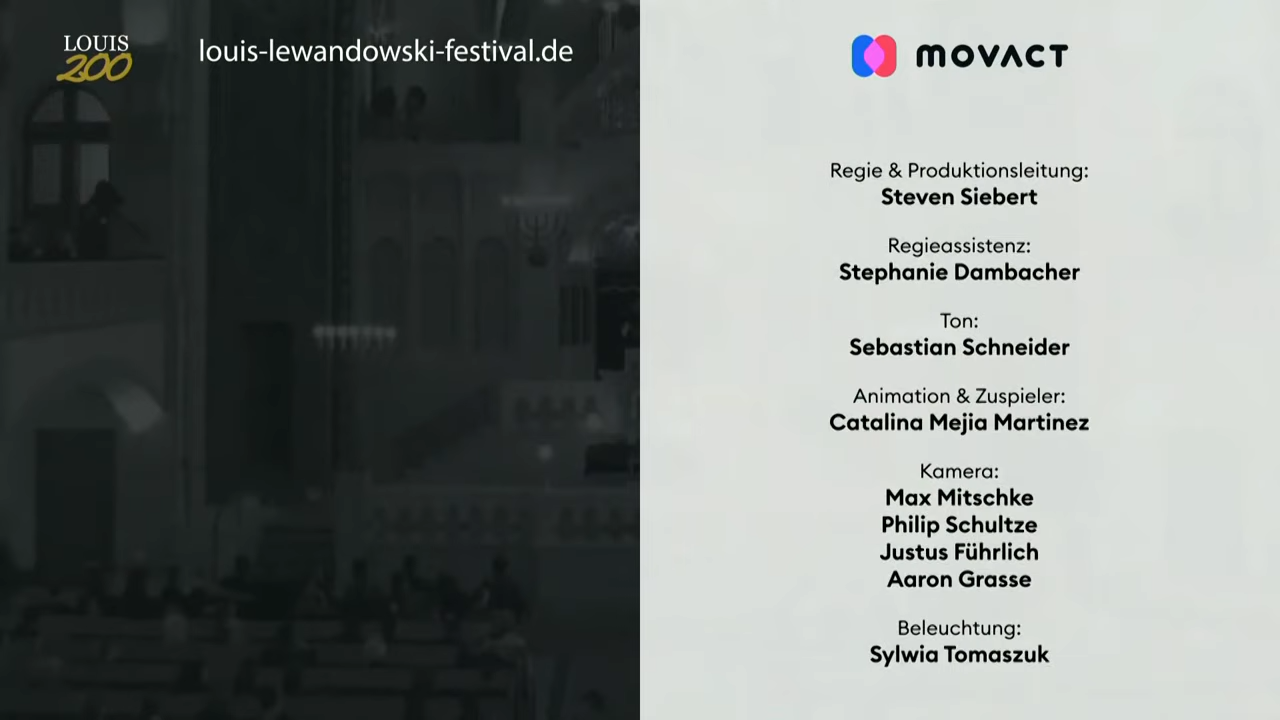 LOUIS
200
louis-lewandowski-festival.de
MOVACT
Regie & Produktionsleitung:
Steven Siebert
Regieassistenz:
Stephanie Dambacher
Ton:
Sebastian Schneider
Animation & Zuspieler:
Catalina Mejia Martinez
Kamera:
Max Mitschke
Philip Schultze
Justus Führlich
Aaron Grasse
Beleuchtung:
Sylwia Tomaszuk